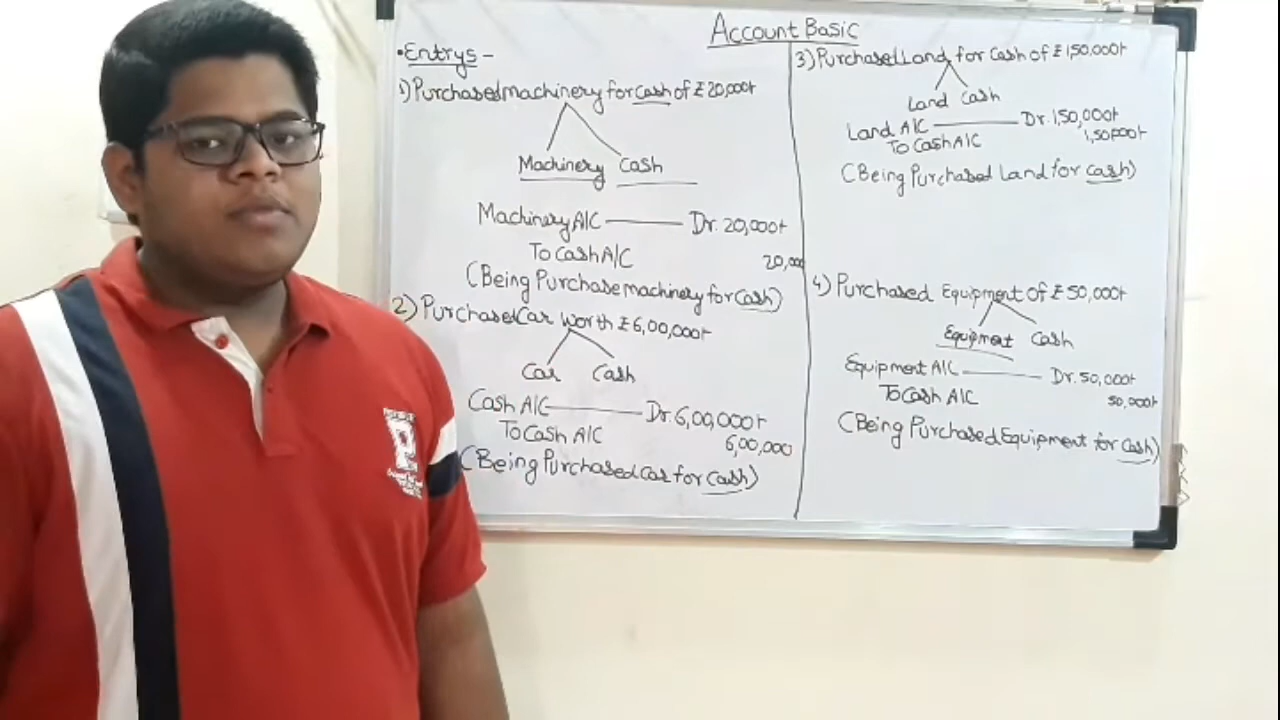 Account Basic
•Entrys -
1) Purchased machinery for cash of ₹ 20,000/-
Machinery Cash
Machinery A/C ——— Dr. 20,000/-
To Cash A/C 20,000
(Being Purchase machinery for cash)
2) Purchased Car worth ₹ 6,00,000/-
Car Cash
Cash A/C ——— Dr. 6,00,000/-
To Cash A/C 6,00,000
(Being Purchased Car for cash)
3) Purchased Land for Cash of ₹ 1,50,000/-
Land Cash
Land A/C ——— Dr. 1,50,000/-
To Cash A/C 1,50,000/-
(Being Purchased Land for cash)
4) Purchased Equipment Of ₹ 50,000/-
Equipment Cash
Equipment A/C ——— Dr. 50,000/-
To Cash A/C 50,000/-
(Being Purchased Equipment for cash)